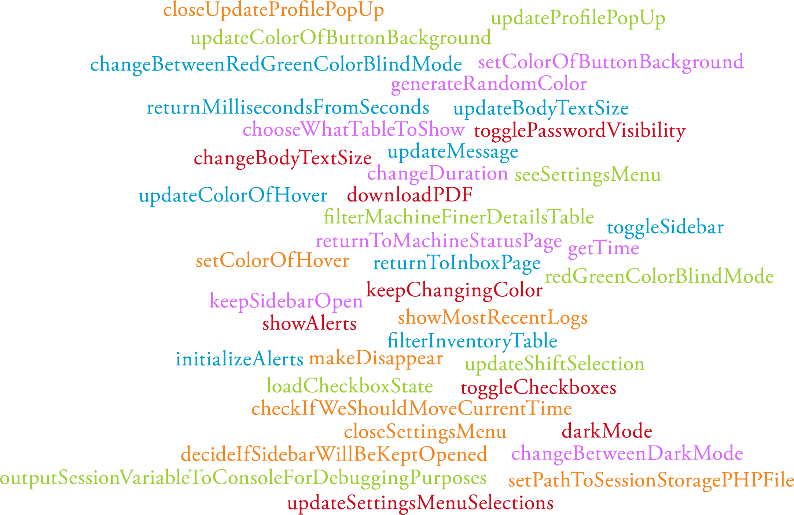 closeUpdateProfilePopUp
updateProfilePopUp
updateColorOfButtonBackground
changeBetweenRedGreenColorBlindMode
setColorOfButtonBackground
generateRandomColor
returnMillisecondsFromSeconds
updateBodyTextSize
chooseWhatTableToShow
togglePasswordVisibility
changeBodyTextSize
updateMessage
changeDuration
seeSettingsMenu
updateColorOfHover
downloadPDF
filterMachineFinerDetailsTable
toggleSidebar
returnToMachineStatusPage
getTime
setColorOfHover
returnToInboxPage
redGreenColorBlindMode
keepSidebarOpen
keepChangingColor
showAlerts
showMostRecentLogs
filterInventoryTable
initializeAlerts
makeDisappear
updateShiftSelection
loadCheckboxState
toggleCheckboxes
checkIfWeShouldMoveCurrentTime
closeSettingsMenu
darkMode
decideIfSidebarWillBeKeptOpened
changeBetweenDarkMode
outputSessionVariableToConsoleForDebuggingPurposes
setPathToSessionStoragePHPFile
updateSettingsMenuSelections